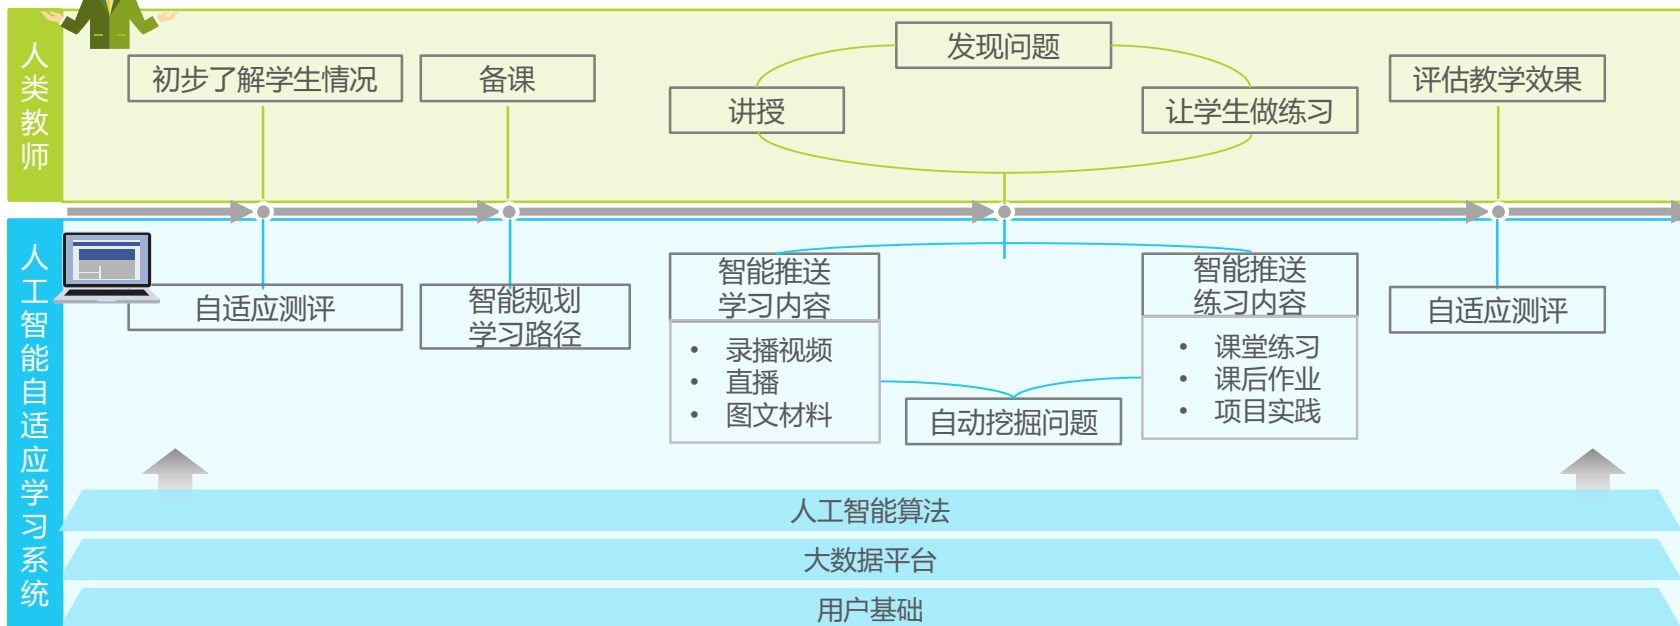 人类教师
初步了解学生情况
备课
发现问题
讲授
让学生做练习
评估教学效果
人工智能自适应学习系统
自适应测评
智能规划
学习路径
智能推送
学习内容
• 录播视频
• 直播
• 图文材料
自动挖掘问题
智能推送
练习内容
• 课堂练习
• 课后作业
• 项目实践
自适应测评
人工智能算法
大数据平台
用户基础